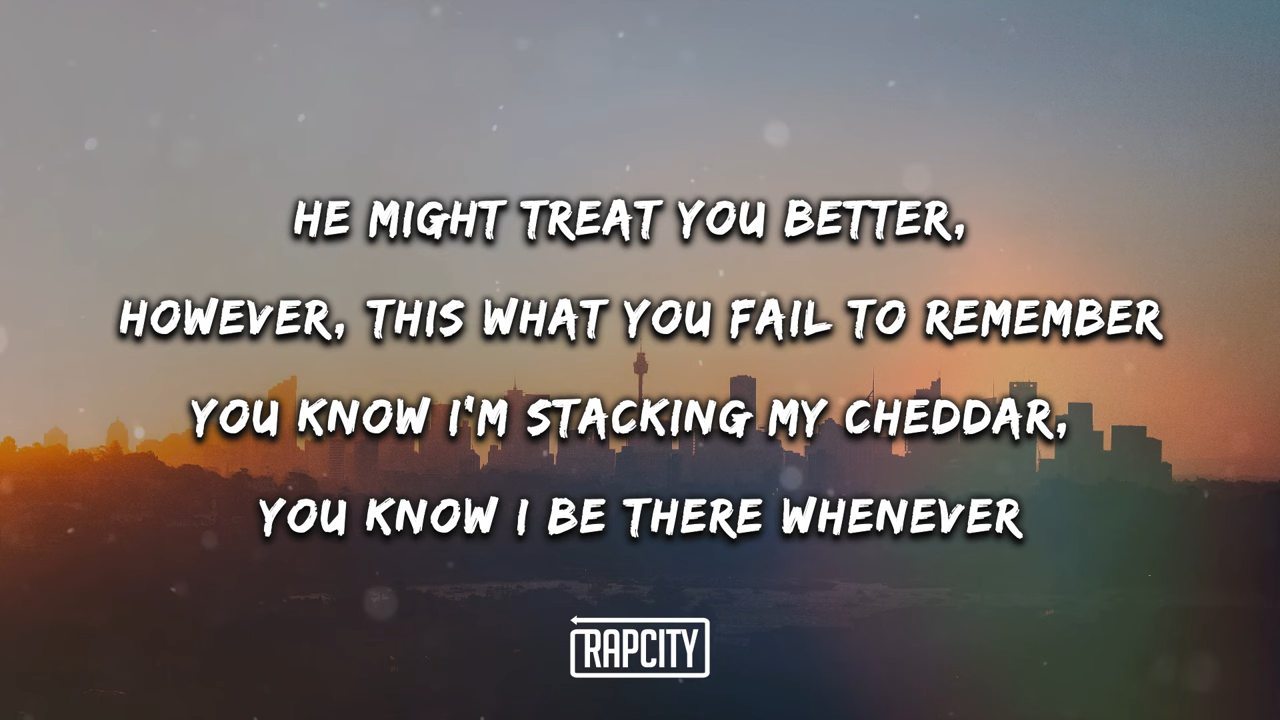 HE MIGHT TREAT YOU BETTER,
HOWEVER, THIS WHAT YOU FAIL TO REMEMBER
YOU KNOW I'M STACKING MY CHEDDAR,
YOU KNOW I BE THERE WHENEVER
RAPCITY